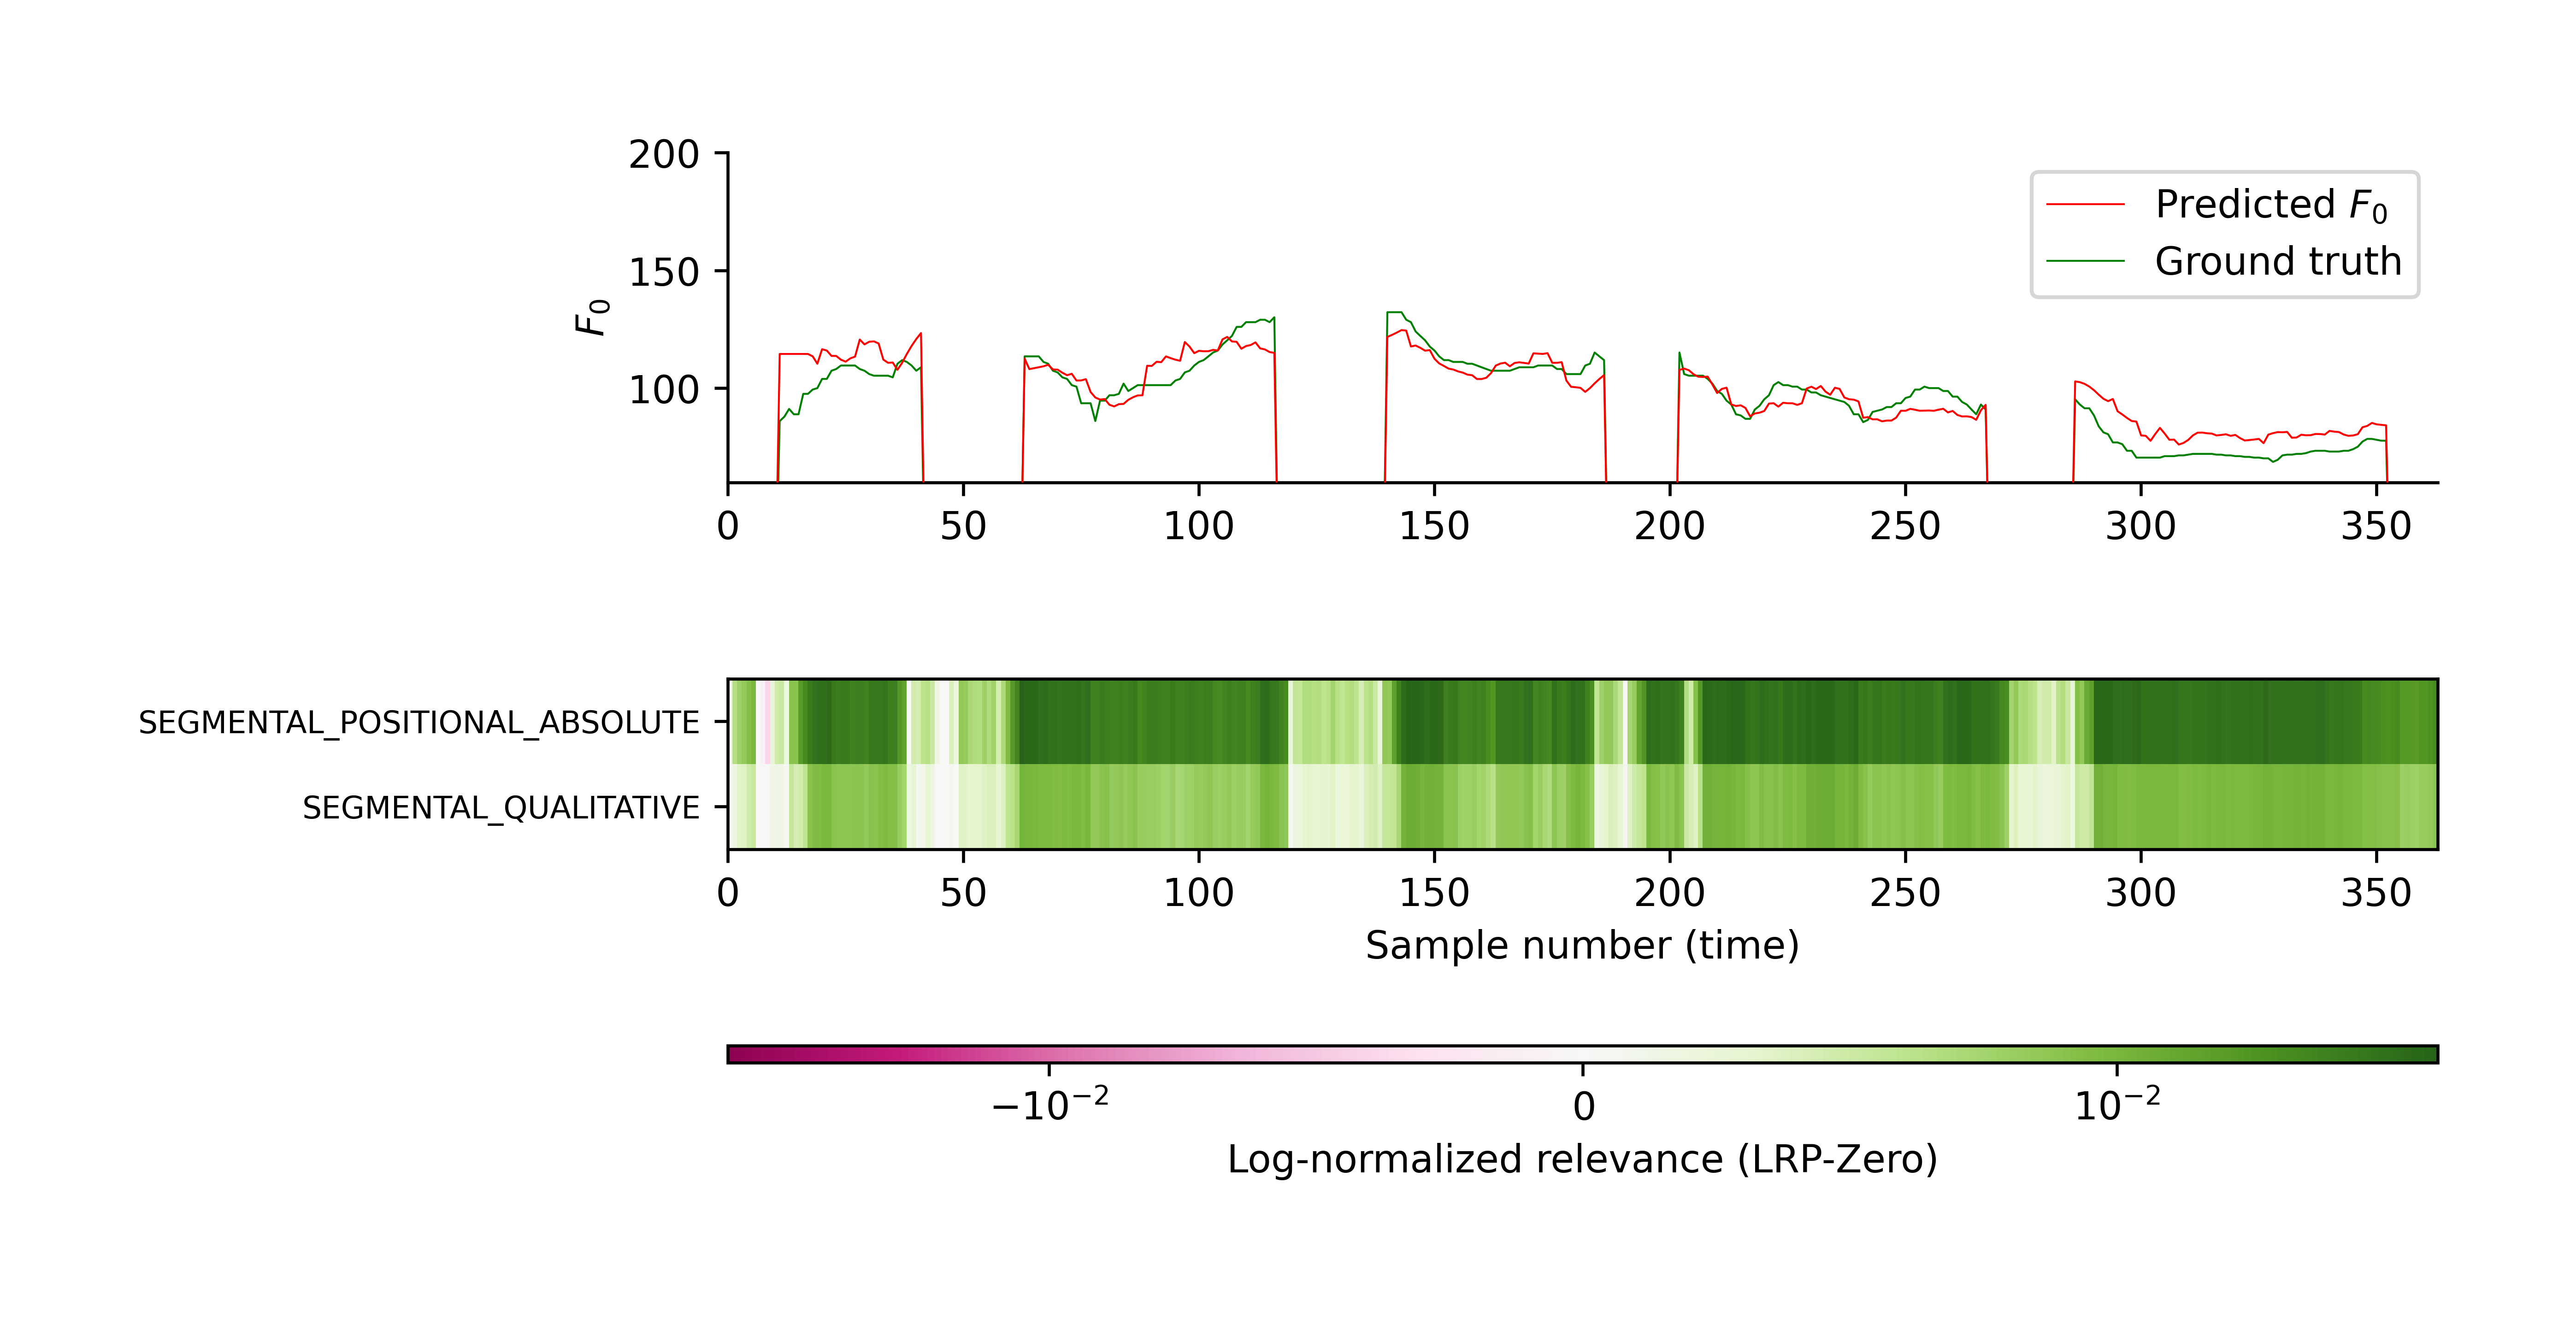 200
150
100
F₀
Predicted F₀
Ground truth
0 50 100 150 200 250 300 350
SEGMENTAL_POSITIONAL_ABSOLUTE
SEGMENTAL_QUALITATIVE
0 50 100 150 200 250 300 350
Sample number (time)
−10⁻² 0 10⁻²
Log-normalized relevance (LRP-Zero)